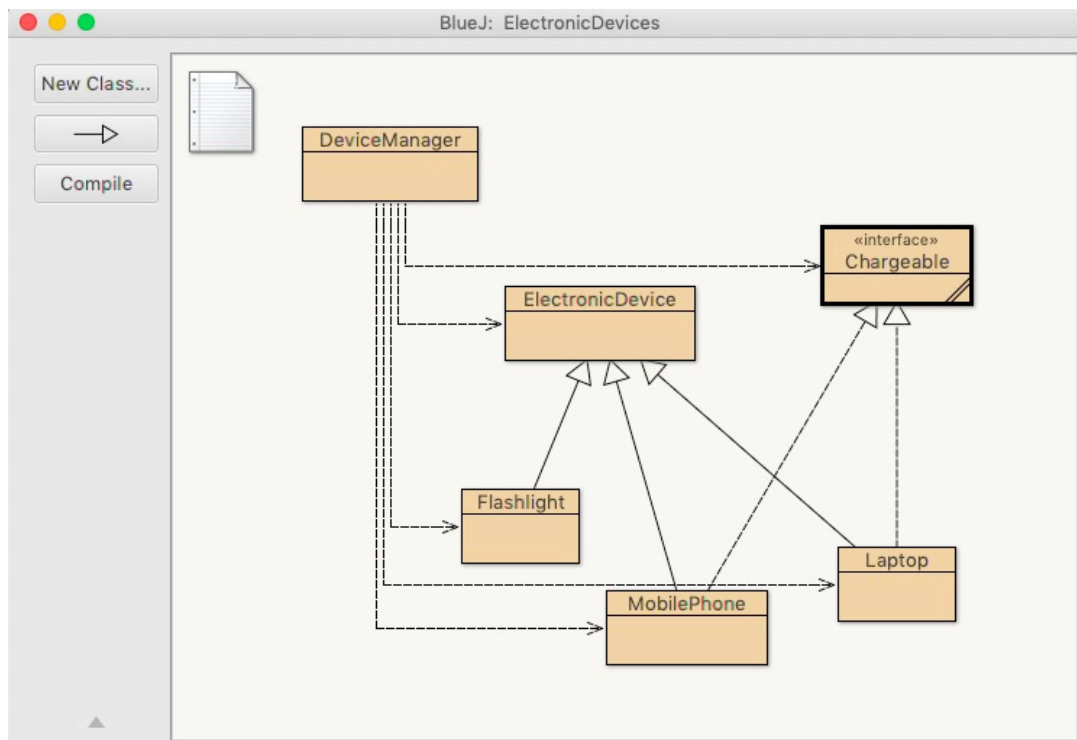 BlueJ: ElectronicDevices
New Class...
Compile
DeviceManager
«interface»
Chargeable
ElectronicDevice
Flashlight
Laptop
MobilePhone